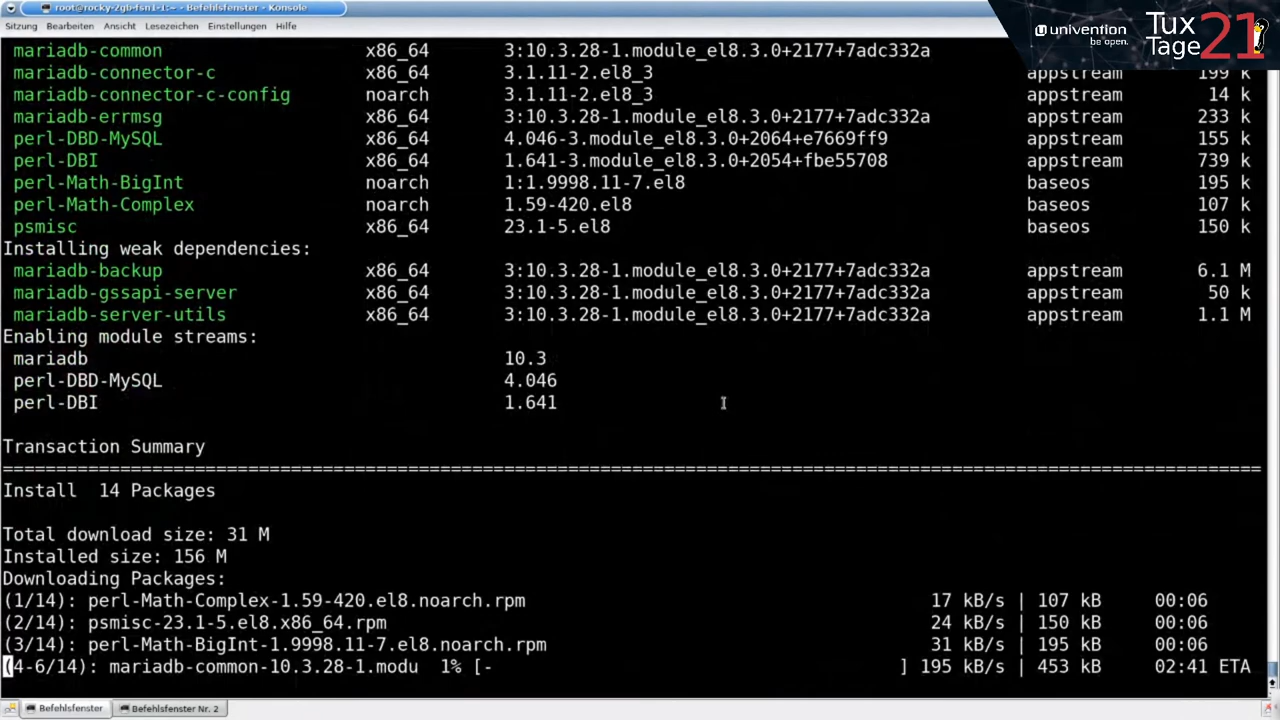 root@rocky-2gb-fsn1-1:~ - Befehlsfenster - Konsole
Sitzung Bearbeiten Ansicht Lesezeichen Einstellungen Hilfe
univention
be open.
Tux
Tage
21
mariadb-common x86_64 3:10.3.28-1.module_el8.3.0+2177+7adc332a
mariadb-connector-c x86_64 3.1.11-2.el8_3 appstream 199 k
mariadb-connector-c-config noarch 3.1.11-2.el8_3 appstream 14 k
mariadb-errmsg x86_64 3:10.3.28-1.module_el8.3.0+2177+7adc332a appstream 233 k
perl-DBD-MySQL x86_64 4.046-3.module_el8.3.0+2064+e7669ff9 appstream 155 k
perl-DBI x86_64 1.641-3.module_el8.3.0+2054+fbe55708 appstream 739 k
perl-Math-BigInt noarch 1:1.9998.11-7.el8 baseos 195 k
perl-Math-Complex noarch 1.59-420.el8 baseos 107 k
psmisc x86_64 23.1-5.el8 baseos 150 k
Installing weak dependencies:
mariadb-backup x86_64 3:10.3.28-1.module_el8.3.0+2177+7adc332a appstream 6.1 M
mariadb-gssapi-server x86_64 3:10.3.28-1.module_el8.3.0+2177+7adc332a appstream 50 k
mariadb-server-utils x86_64 3:10.3.28-1.module_el8.3.0+2177+7adc332a appstream 1.1 M
Enabling module streams:
mariadb 10.3
perl-DBD-MySQL 4.046
perl-DBI 1.641
Transaction Summary
================================================================================
Install 14 Packages
Total download size: 31 M
Installed size: 156 M
Downloading Packages:
(1/14): perl-Math-Complex-1.59-420.el8.noarch.rpm 17 kB/s | 107 kB 00:06
(2/14): psmisc-23.1-5.el8.x86_64.rpm 24 kB/s | 150 kB 00:06
(3/14): perl-Math-BigInt-1.9998.11-7.el8.noarch.rpm 31 kB/s | 195 kB 00:06
(4-6/14): mariadb-common-10.3.28-1.modu 1% [- ] 195 kB/s | 453 kB 02:41 ETA
Befehlsfenster Befehlsfenster Nr. 2